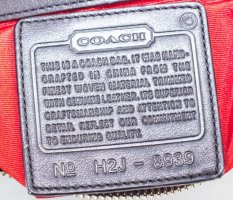 COACH
THIS IS A COACH BAG. IT WAS HAND-
CRAFTED IN CHINA FROM THE
FINEST WOVEN MATERIAL TRIMMED
WITH GENUINE LEATHER. ITS SUPERIOR
CRAFTSMANSHIP AND ATTENTION TO
DETAIL REFLECT OUR COMMITMENT
TO ENDURING QUALITY.
No H2J - 8939